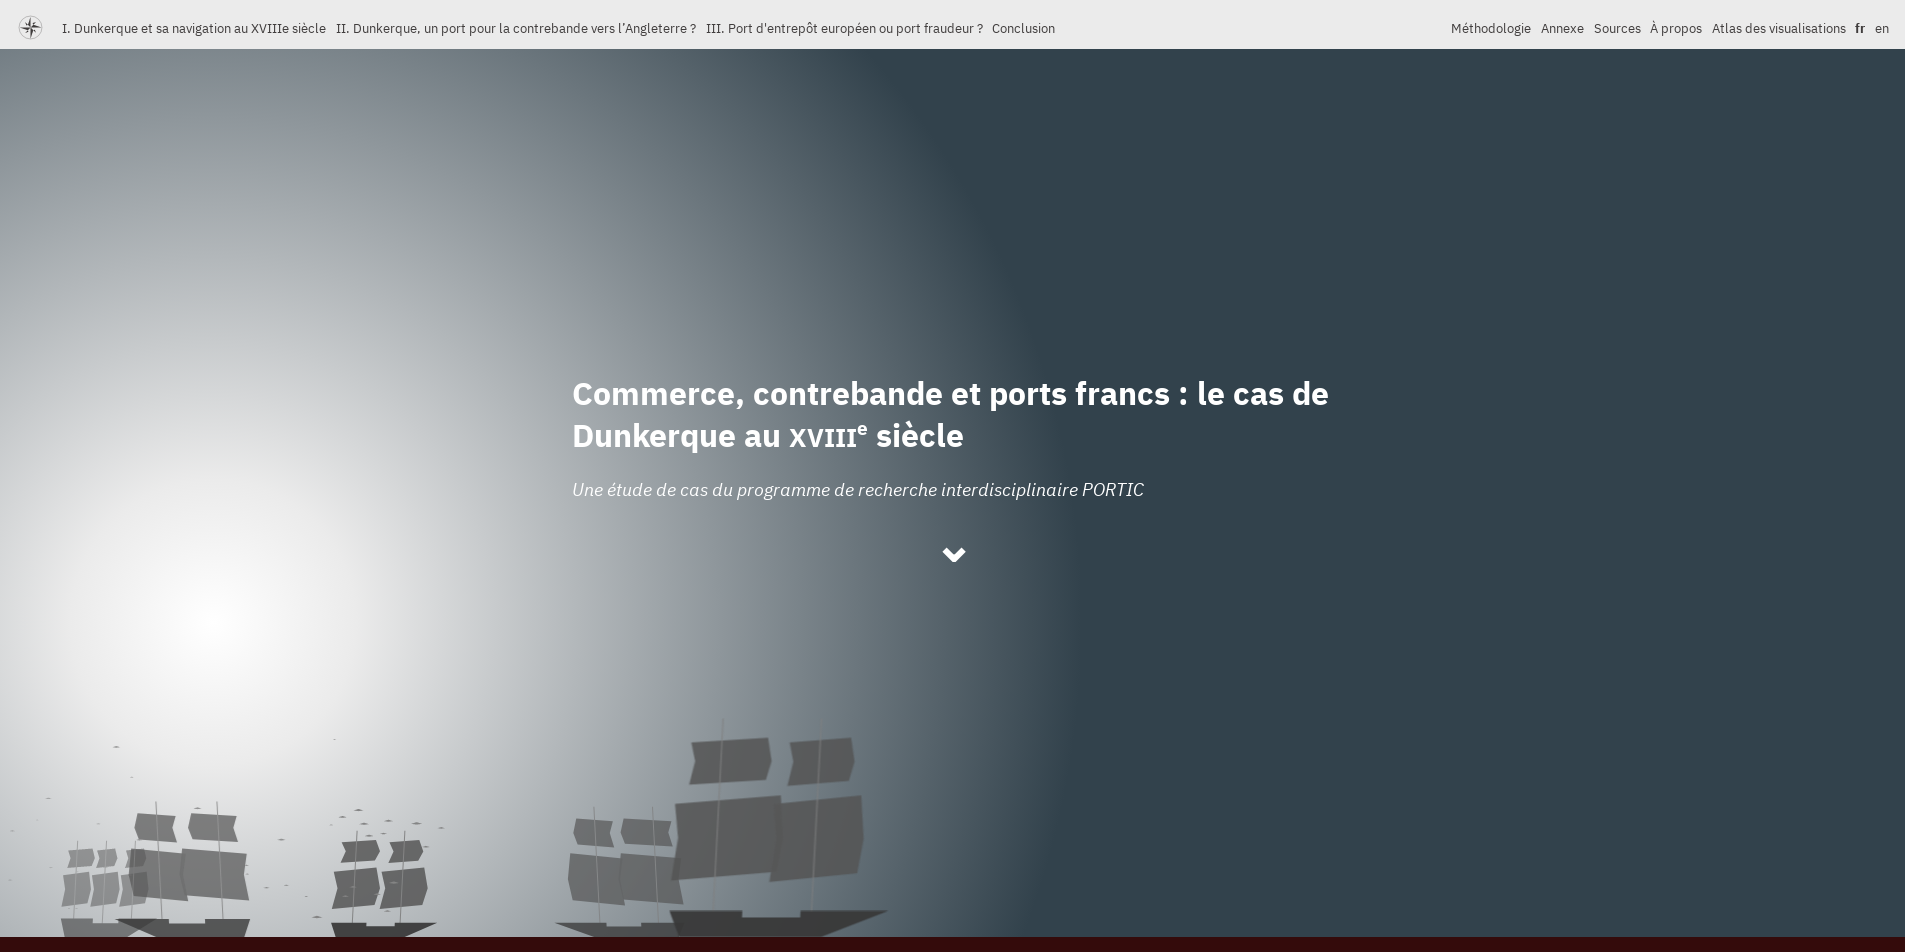 I. Dunkerque et sa navigation au XVIIIe siècle II. Dunkerque, un port pour la contrebande vers l’Angleterre ? III. Port d'entrepôt européen ou port fraudeur ? Conclusion Méthodologie Annexe Sources À propos Atlas des visualisations fr en
Commerce, contrebande et ports francs : le cas de
Dunkerque au XVIIIe siècle
Une étude de cas du programme de recherche interdisciplinaire PORTIC